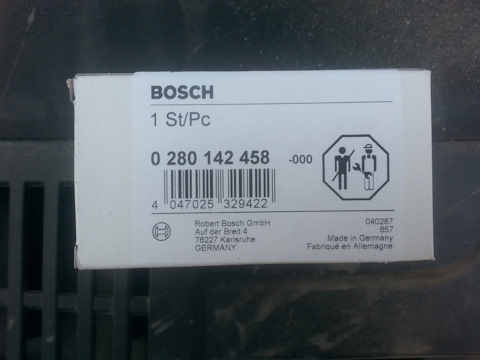 BOSCH
1 St/Pc
0 280 142 458 -000
4 047025 329422
Robert Bosch GmbH
Auf der Breit 4
76227 Karlsruhe
GERMANY
040287
657
Made in Germany
Fabriqué en Allemagne